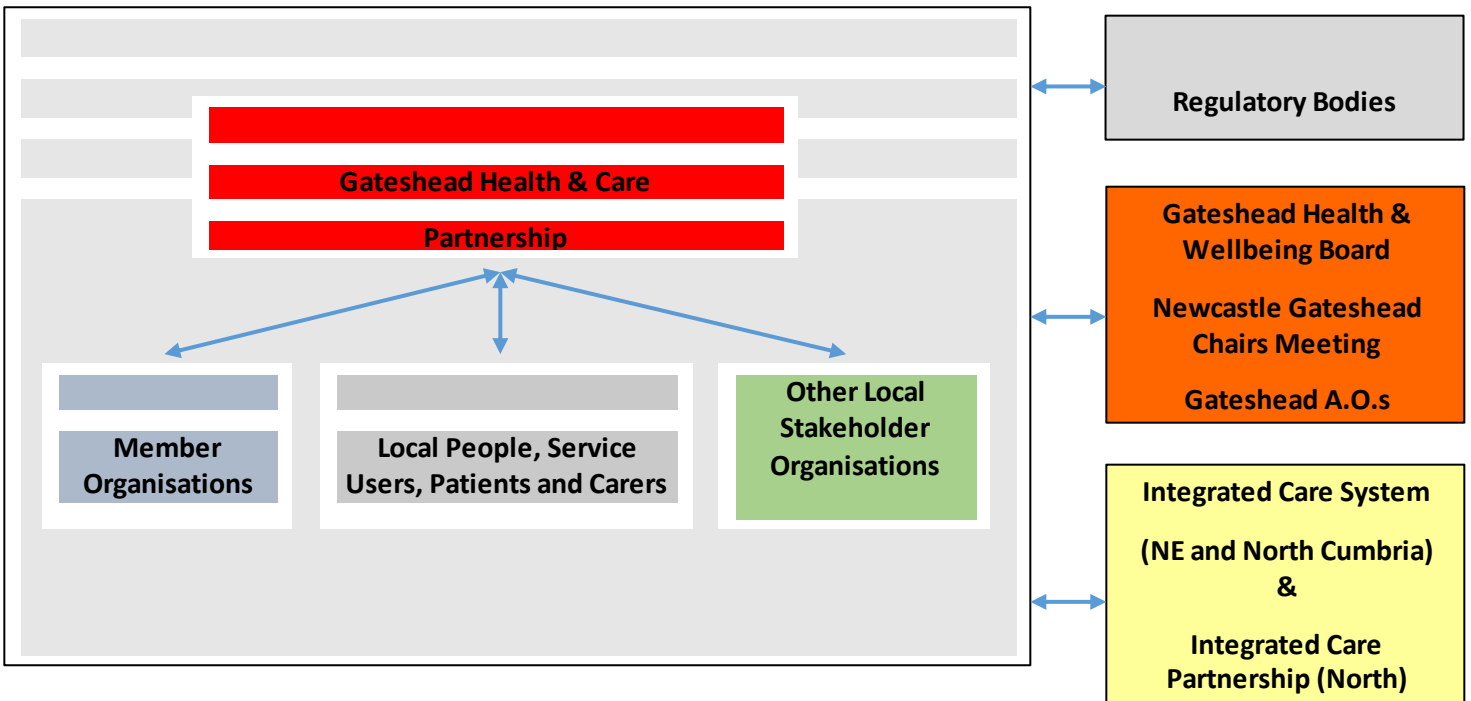 Gateshead Health & Care
Partnership
Member
Organisations
Local People, Service
Users, Patients and Carers
Other Local
Stakeholder
Organisations
Regulatory Bodies
Gateshead Health &
Wellbeing Board
Newcastle Gateshead
Chairs Meeting
Gateshead A.O.s
Integrated Care System
(NE and North Cumbria)
&
Integrated Care
Partnership (North)